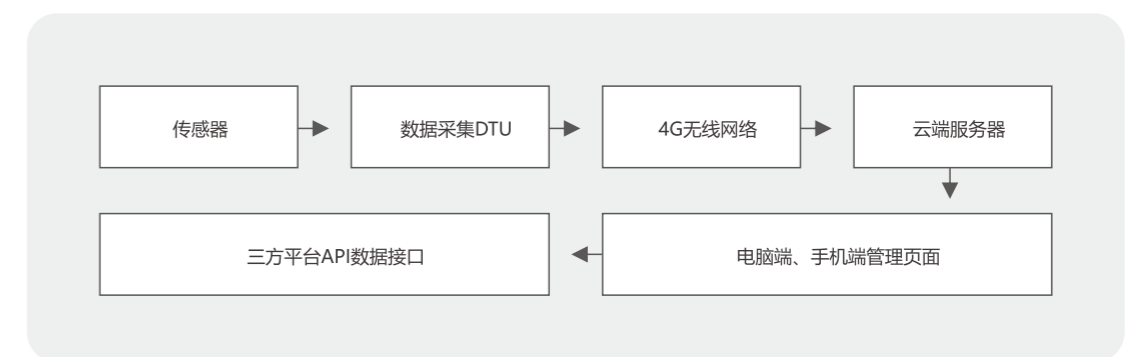 传感器
数据采集DTU
4G无线网络
云端服务器
三方平台API数据接口
电脑端、手机端管理页面